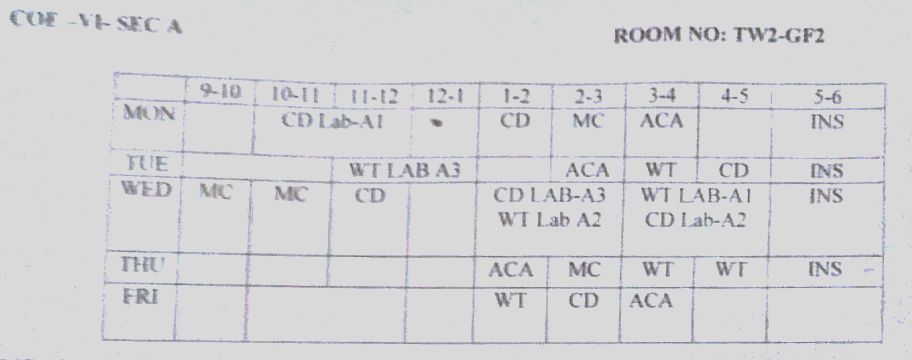 COE -VI- SEC A
ROOM NO: TW2-GF2
9-10 10-11 11-12 12-1 1-2 2-3 3-4 4-5 5-6
MON CD Lab-A1 CD MC ACA INS
TUE WT LAB A3 ACA WT CD INS
WED MC MC CD CD LAB-A3 WT LAB-A1 INS
WT Lab A2 CD Lab-A2
THU ACA MC WT WT INS
FRI WT CD ACA